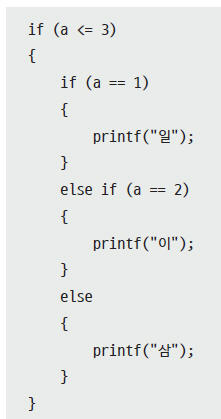 if (a <= 3)
{
    if (a == 1)
    {
        printf("일");
    }
    else if (a == 2)
    {
        printf("이");
    }
    else
    {
        printf("삼");
    }
}